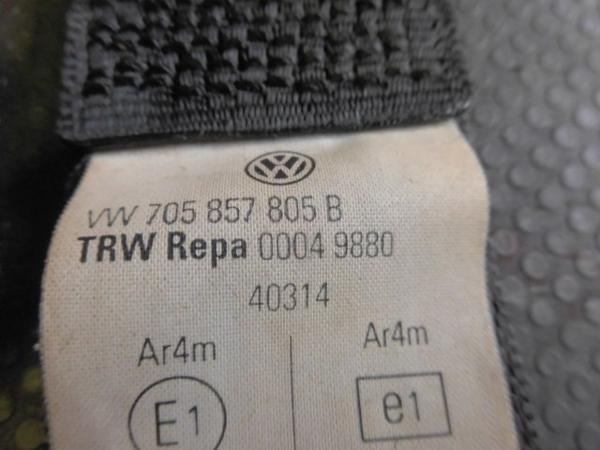 VW 705 857 805 B
TRW Repa 0004 9880
40314
Ar4m Ar4m
E1 e1